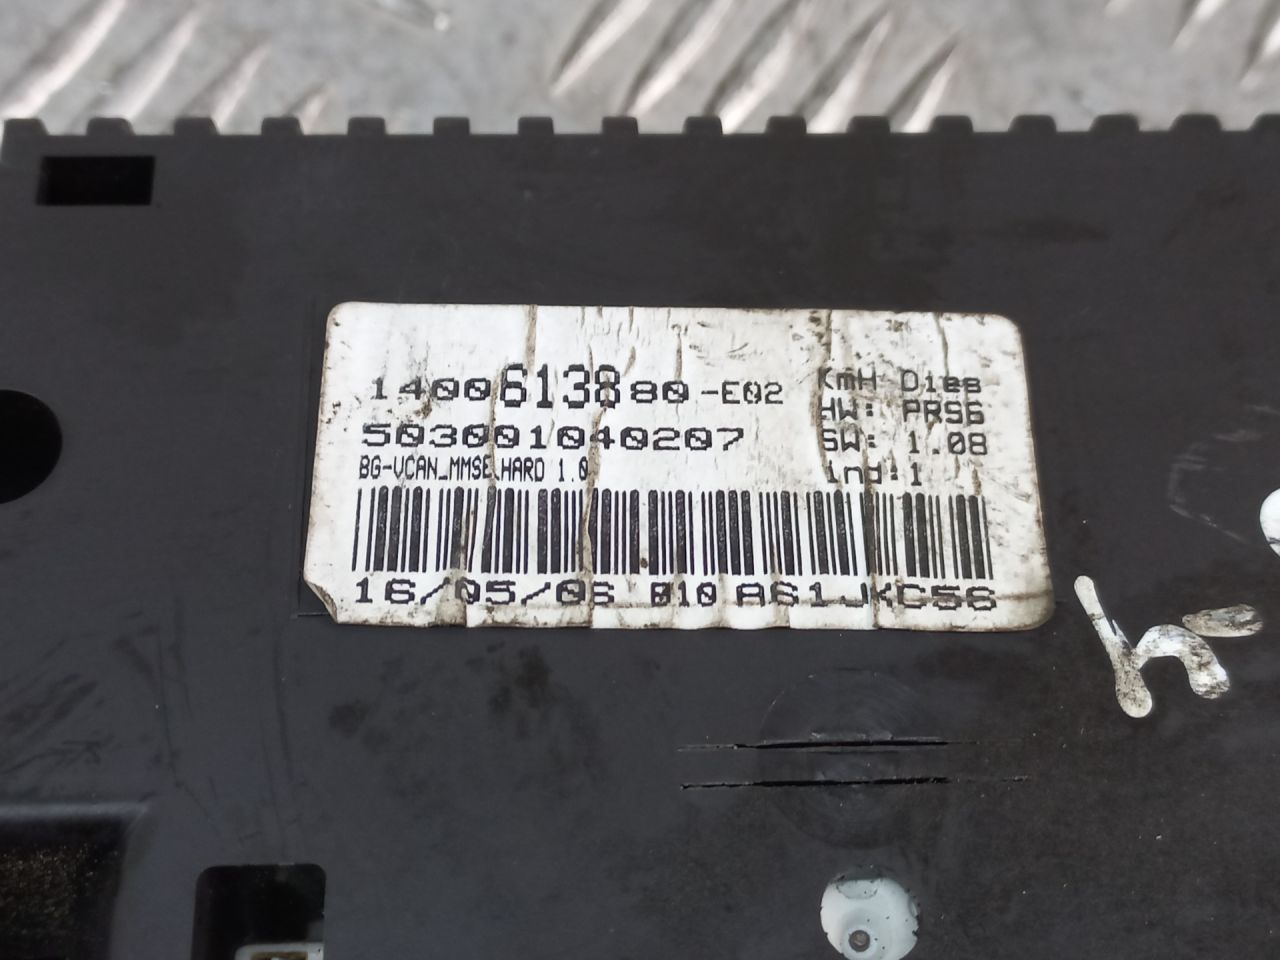 1400613880-E02 KmH Dies
503001040207 HW: PRS6
BG-VCAN_MMSE.HARD 1.0 SW: 1.08
ind:1
16/05/06 010 A61JKC56
h-